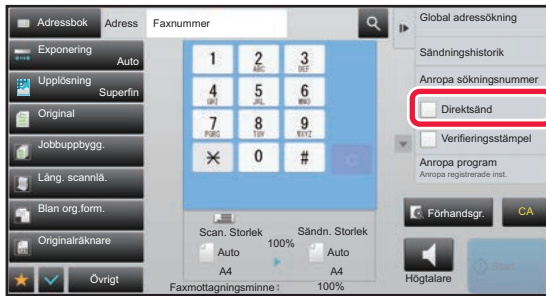 Adressbok
Adress
Faxnummer
Exponering
Auto
Upplösning
Superfin
Original
Jobbuppbygg.
Lång. scannlä.
Blan org.form.
Originalräknare
Övrigt
1
2
ABC
3
DEF
4
GHI
5
JKL
6
MNO
7
PQRS
8
TUV
9
WXYZ
0
#
C
Scan. Storlek
100%
Sändn. Storlek
Auto
A4
Auto
A4
Faxmottagningsminne:
100%
Global adressökning
Sändningshistorik
Anropa sökningsnummer
Direktsänd
Verifieringsstämpel
Anropa program
Anropa registrerade inst.
Förhandsgr.
CA
Högtalare
Start